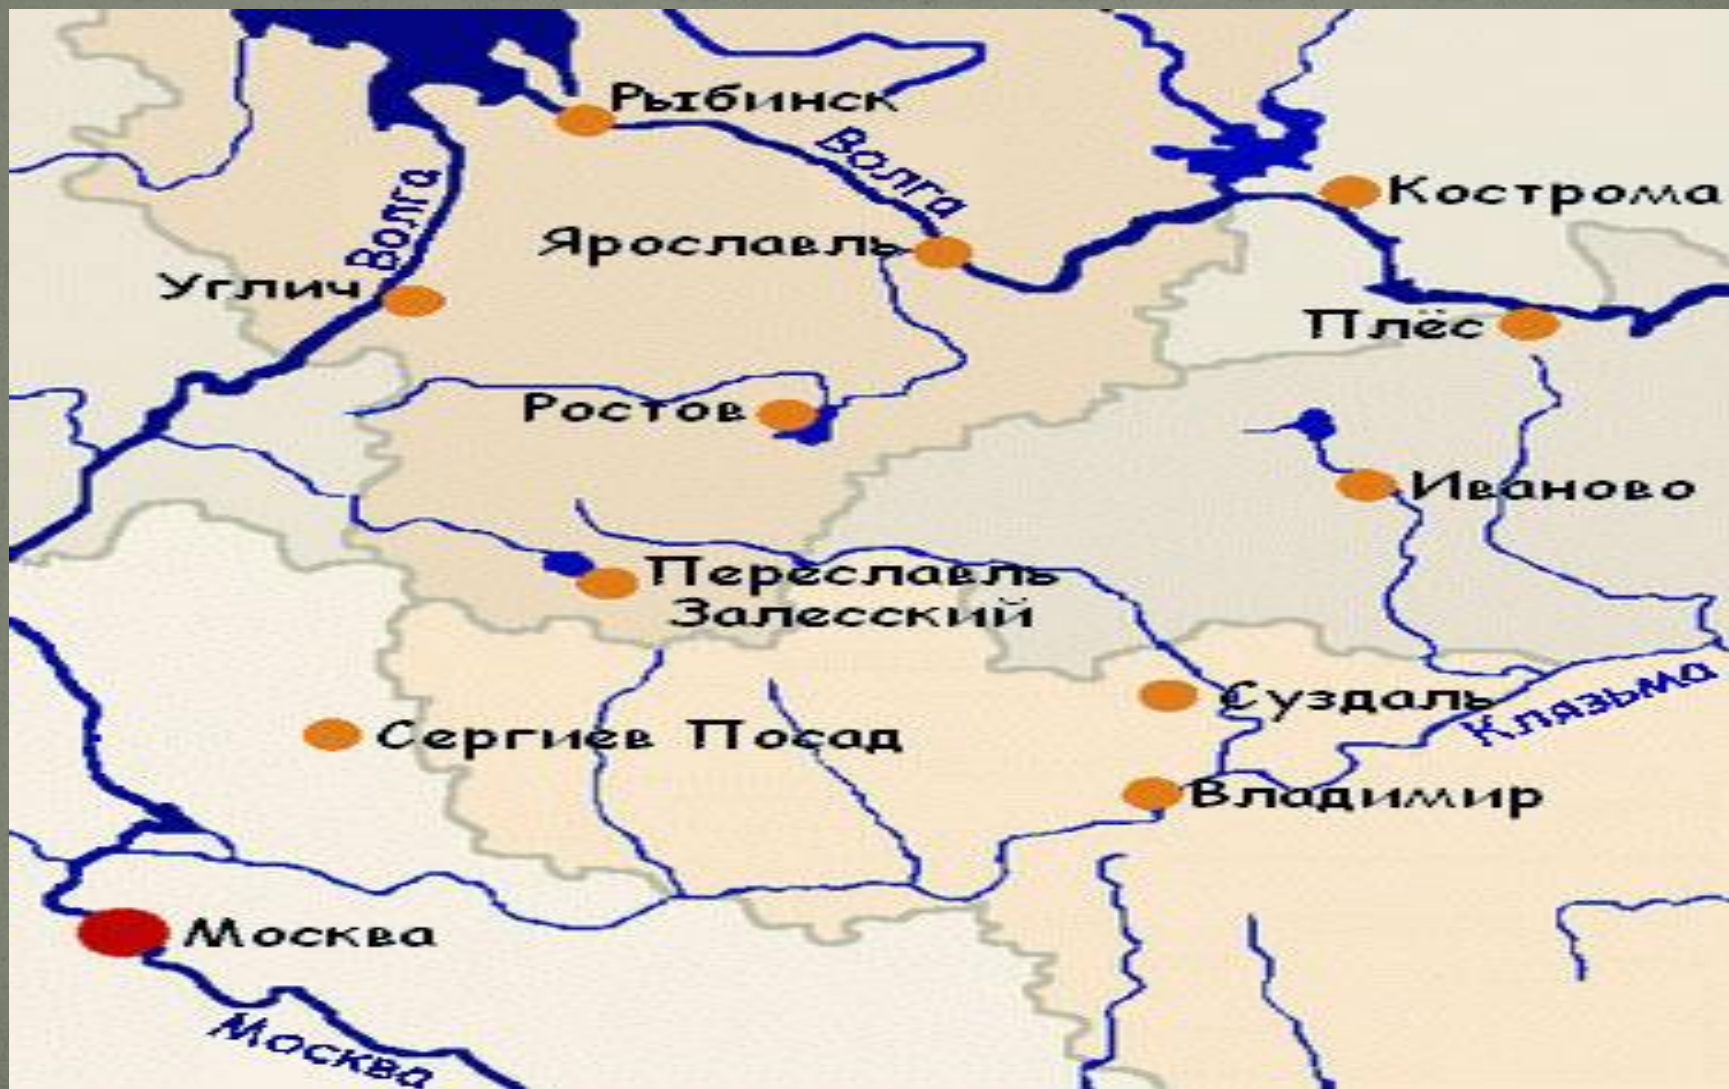 Рыбинск
Волга
Волга
Кострома
Ярославль
Углич
Плёс
Ростов
Иваново
Переславль
Залесский
Суздаль
Клязьма
Сергиев Посад
Владимир
Москва
Москва